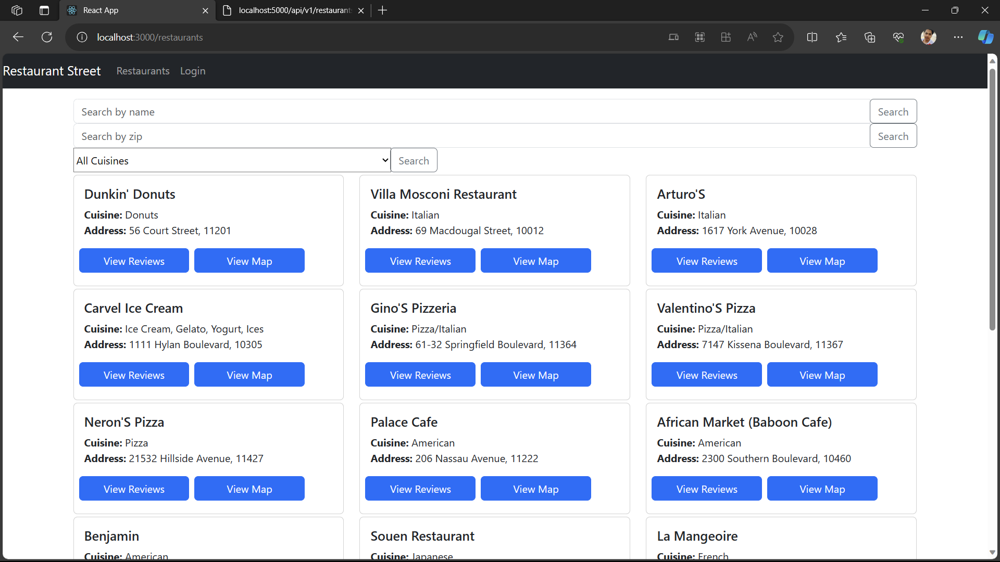 React App
localhost:5000/api/v1/restaurant
localhost:3000/restaurants
Restaurant Street
Restaurants
Login
Search by name
Search
Search by zip
Search
All Cuisines
Search
Dunkin' Donuts
Cuisine: Donuts
Address: 56 Court Street, 11201
View Reviews
View Map
Villa Mosconi Restaurant
Cuisine: Italian
Address: 69 Macdougal Street, 10012
View Reviews
View Map
Arturo'S
Cuisine: Italian
Address: 1617 York Avenue, 10028
View Reviews
View Map
Carvel Ice Cream
Cuisine: Ice Cream, Gelato, Yogurt, Ices
Address: 1111 Hylan Boulevard, 10305
View Reviews
View Map
Gino'S Pizzeria
Cuisine: Pizza/Italian
Address: 61-32 Springfield Boulevard, 11364
View Reviews
View Map
Valentino'S Pizza
Cuisine: Pizza/Italian
Address: 7147 Kissena Boulevard, 11367
View Reviews
View Map
Neron'S Pizza
Cuisine: Pizza
Address: 21532 Hillside Avenue, 11427
View Reviews
View Map
Palace Cafe
Cuisine: American
Address: 206 Nassau Avenue, 11222
View Reviews
View Map
African Market (Baboon Cafe)
Cuisine: American
Address: 2300 Southern Boulevard, 10460
View Reviews
View Map
Benjamin
Cuisine: American
Souen Restaurant
Cuisine: Japanese
La Mangeoire
Cuisine: French